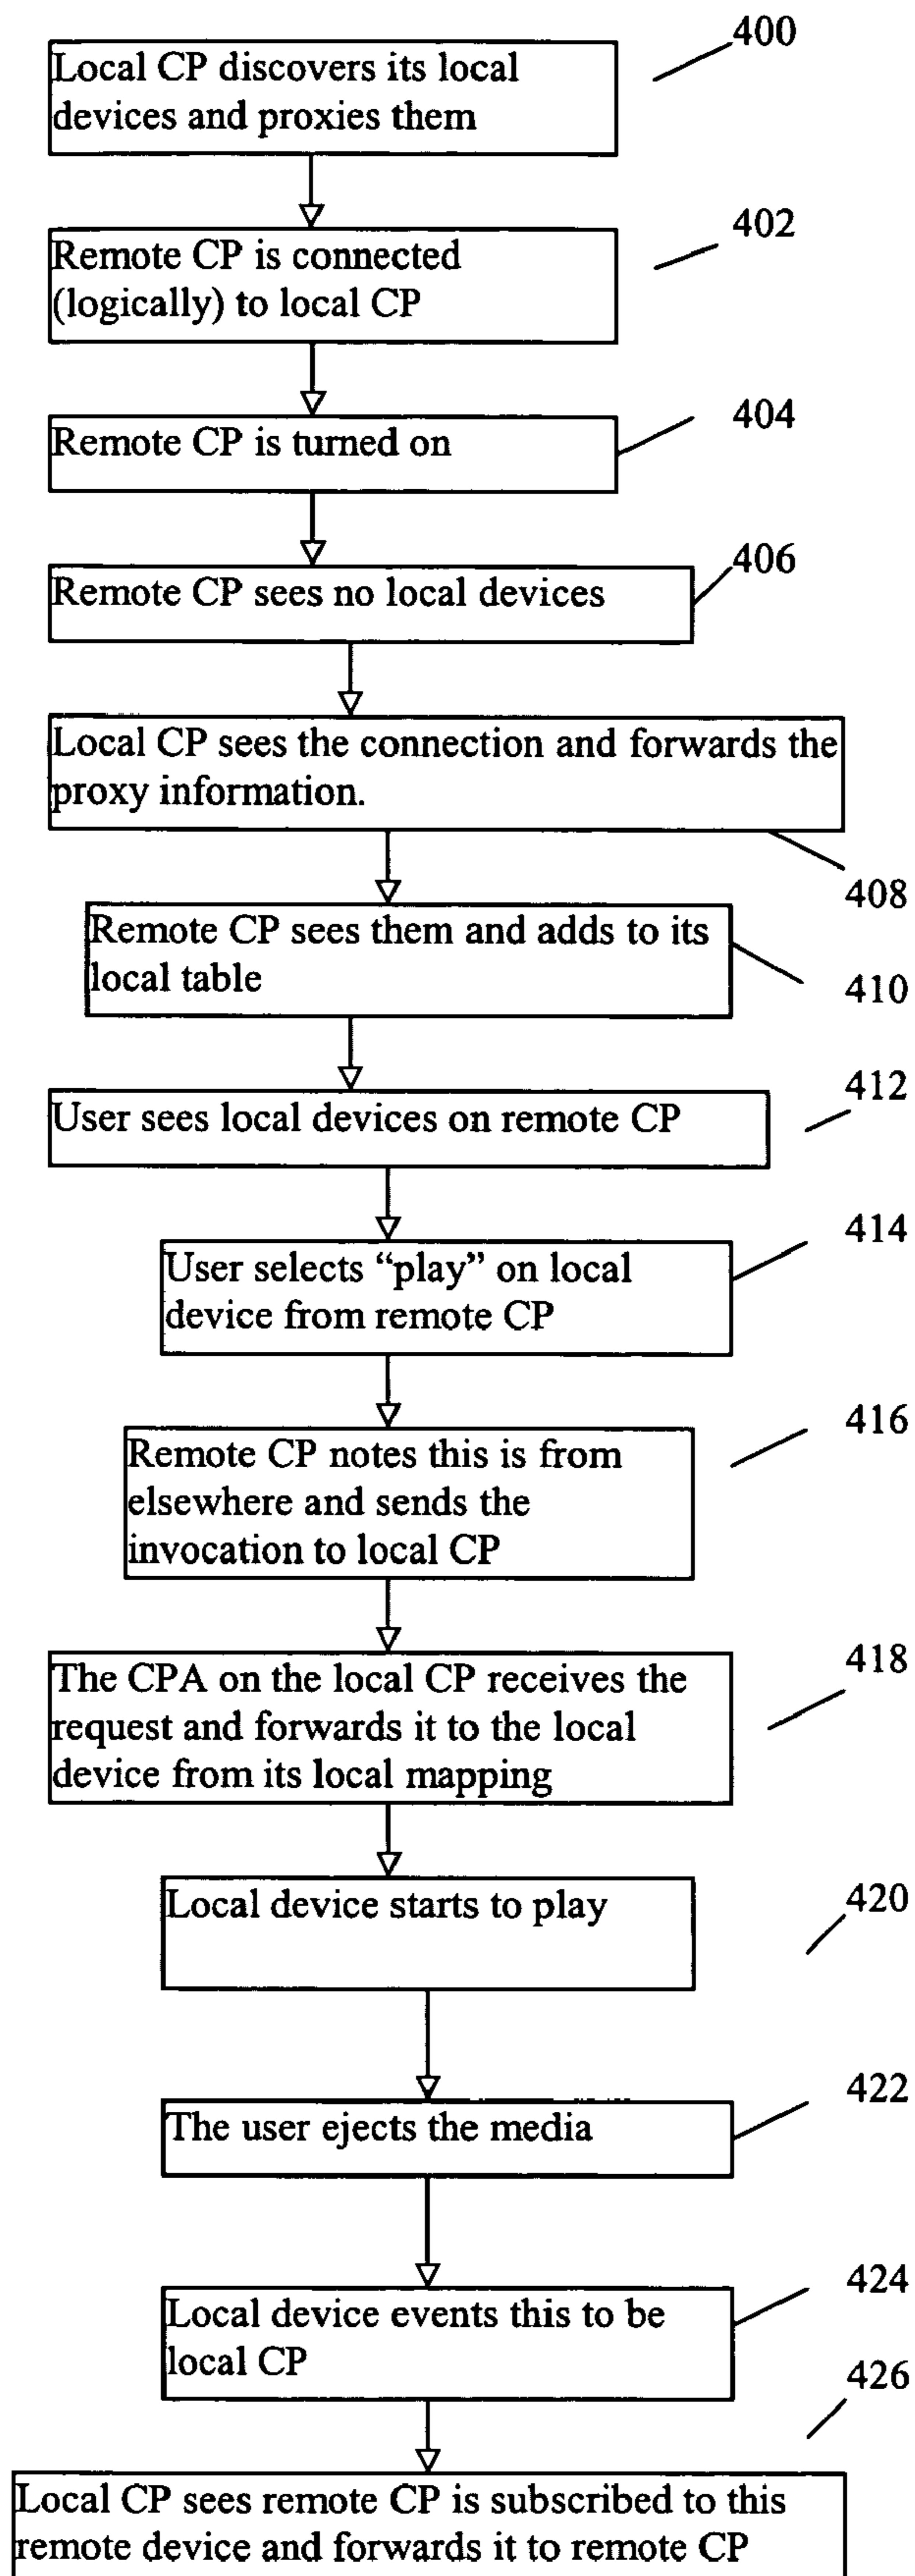 400
Local CP discovers its local
devices and proxies them
402
Remote CP is connected
(logically) to local CP
404
Remote CP is turned on
406
Remote CP sees no local devices
Local CP sees the connection and forwards the
proxy information.
408
Remote CP sees them and adds to its
local table
410
412
User sees local devices on remote CP
414
User selects “play” on local
device from remote CP
416
Remote CP notes this is from
elsewhere and sends the
invocation to local CP
418
The CPA on the local CP receives the
request and forwards it to the local
device from its local mapping
420
Local device starts to play
422
The user ejects the media
424
Local device events this to be
local CP
426
Local CP sees remote CP is subscribed to this
remote device and forwards it to remote CP